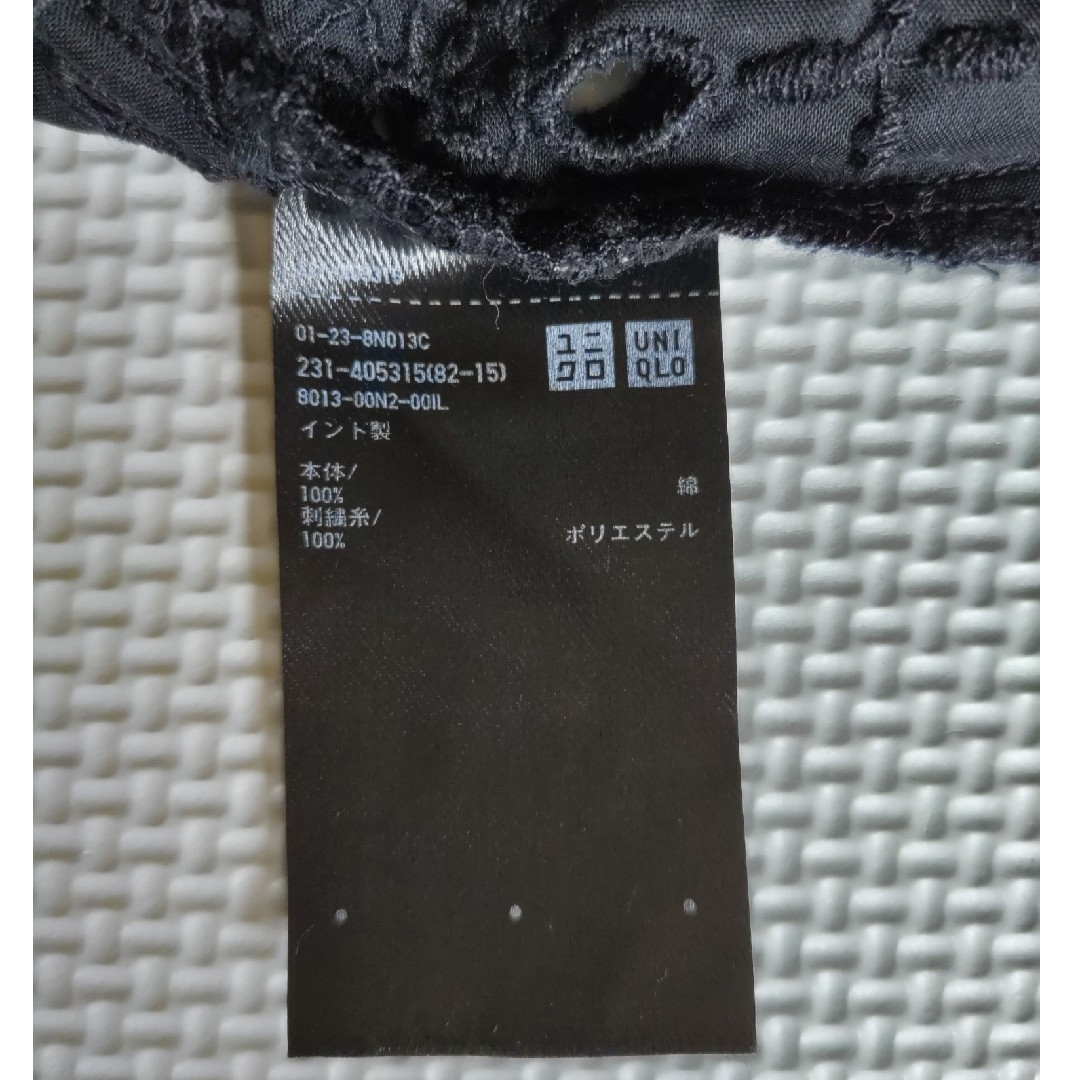 01-23-8N013C
231-405315(82-15)
8013-00N2-00IL
インド製
ユニ
クロ
UNI
QLO
本体/
100% 綿
刺繍糸/
100% ポリエステル